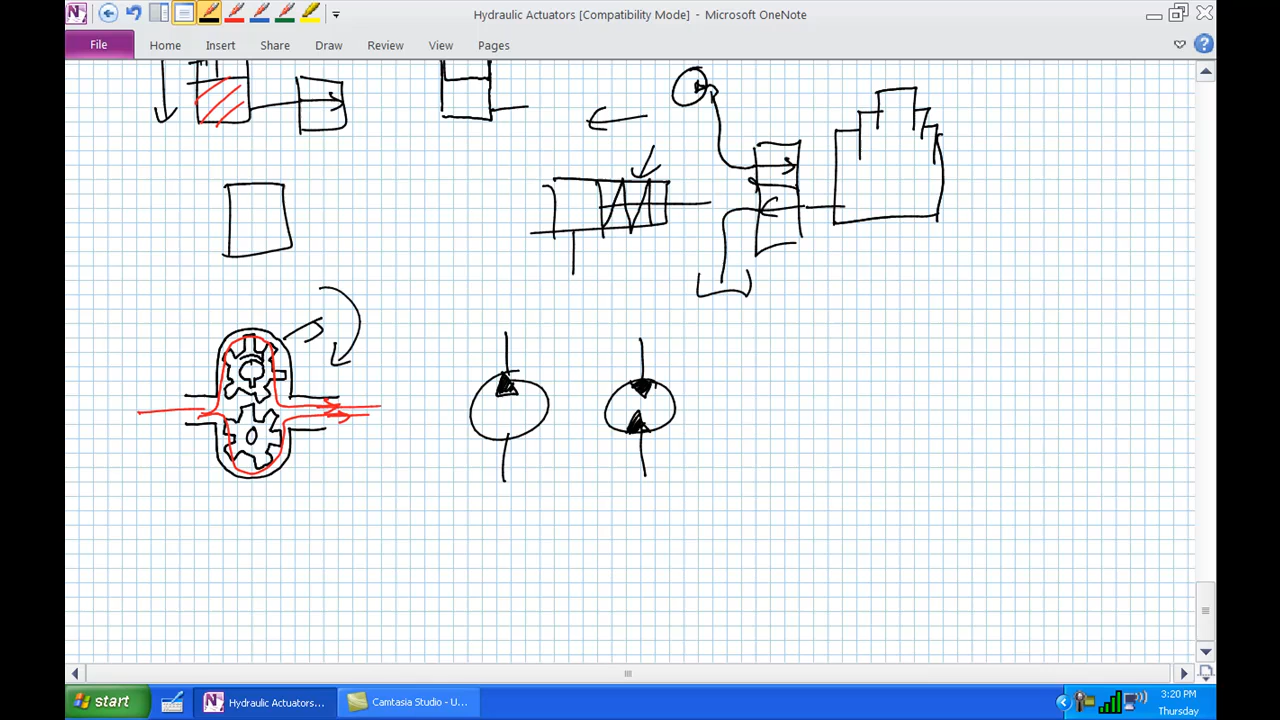 Hydraulic Actuators [Compatibility Mode] - Microsoft OneNote
File Home Insert Share Draw Review View Pages
start
Hydraulic Actuators...
Camtasia Studio - U...
3:20 PM
Thursday